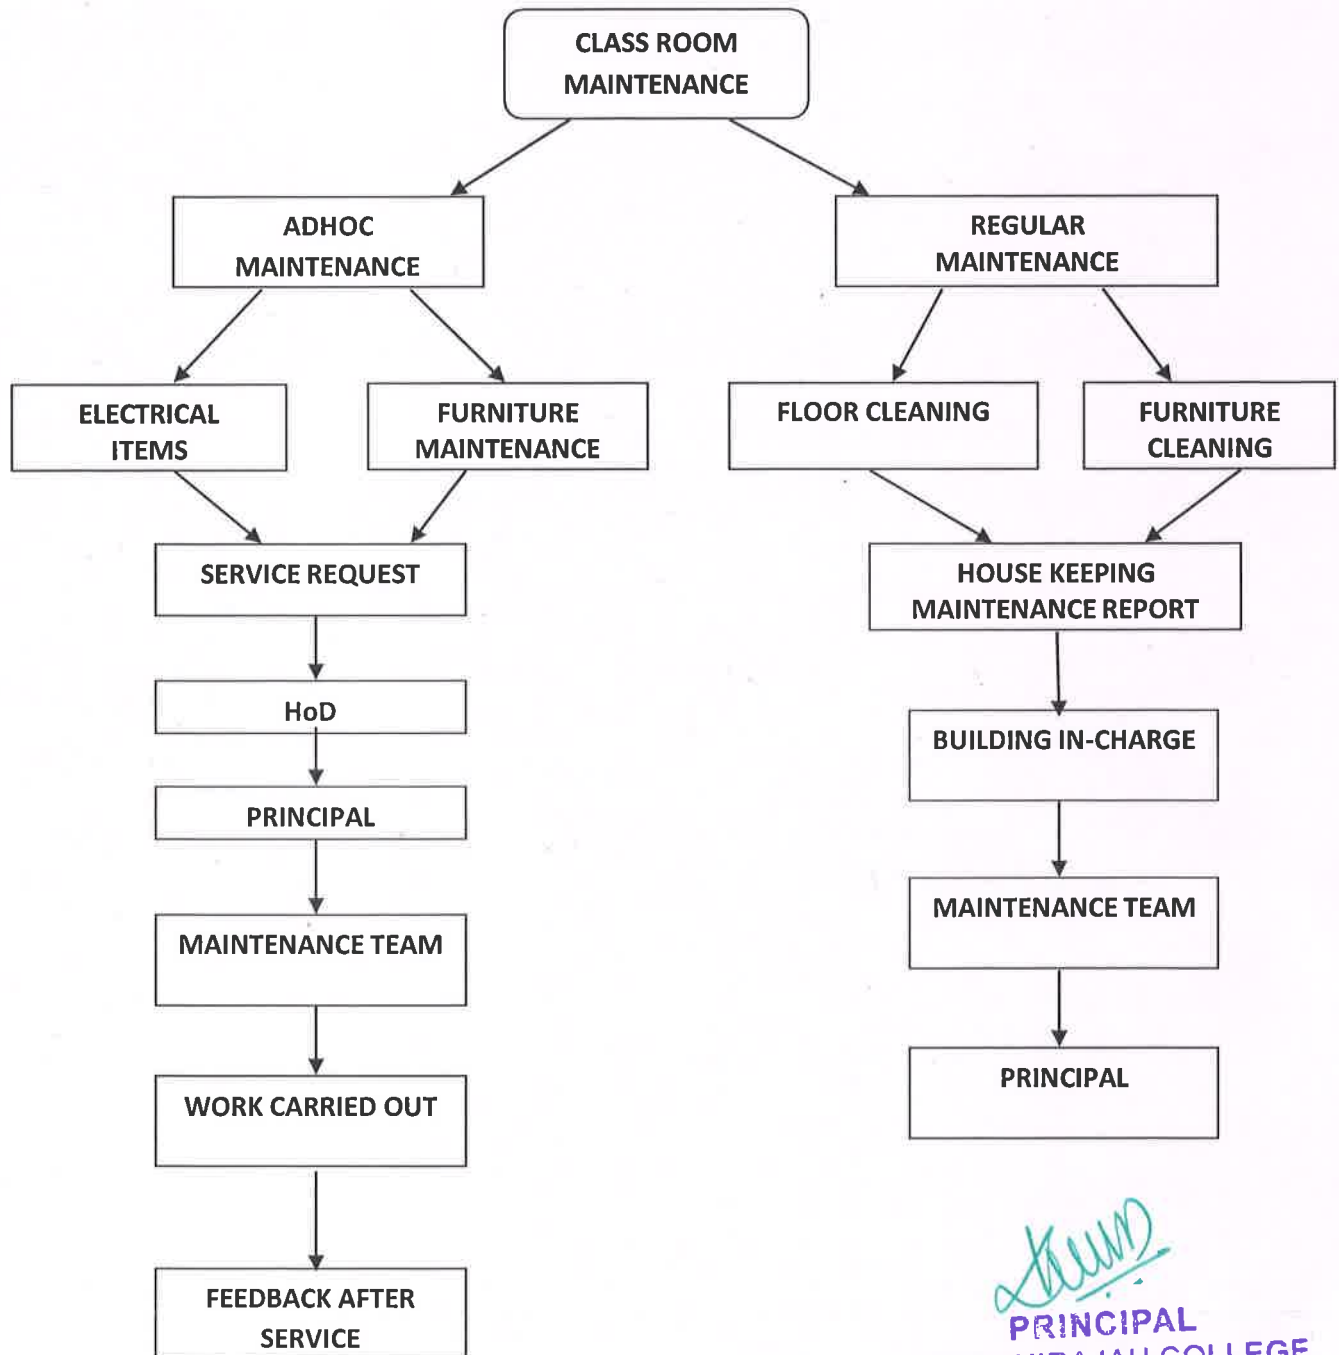 CLASS ROOM
MAINTENANCE
ADHOC
MAINTENANCE
REGULAR
MAINTENANCE
ELECTRICAL
ITEMS
FURNITURE
MAINTENANCE
FLOOR CLEANING
FURNITURE
CLEANING
SERVICE REQUEST
HOUSE KEEPING
MAINTENANCE REPORT
HoD
BUILDING IN-CHARGE
PRINCIPAL
MAINTENANCE TEAM
MAINTENANCE TEAM
WORK CARRIED OUT
PRINCIPAL
FEEDBACK AFTER
SERVICE
PRINCIPAL
COLLEGE